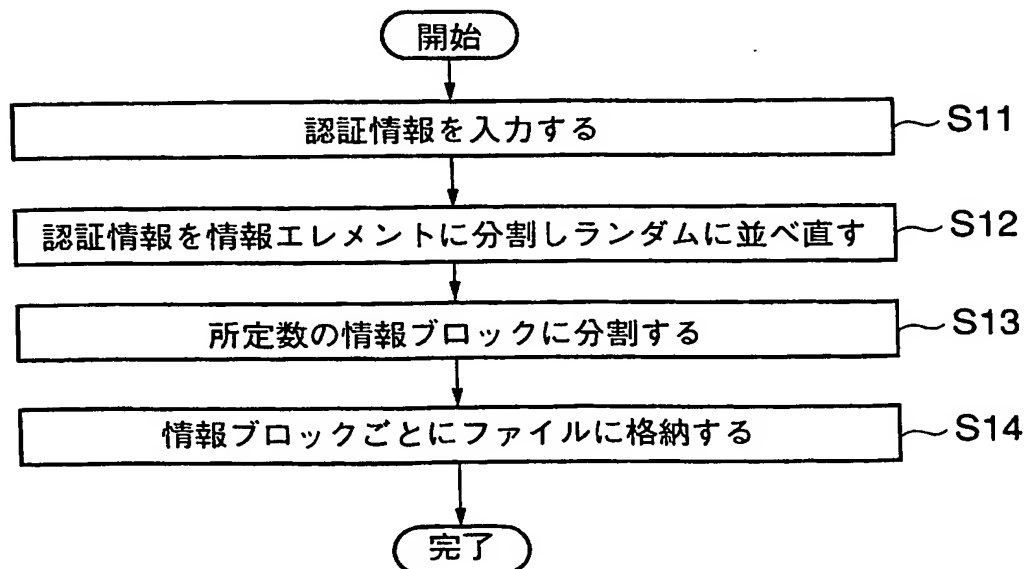 開始
認証情報を入力する S11
認証情報を情報エレメントに分割しランダムに並べ直す S12
所定数の情報ブロックに分割する S13
情報ブロックごとにファイルに格納する S14
完了